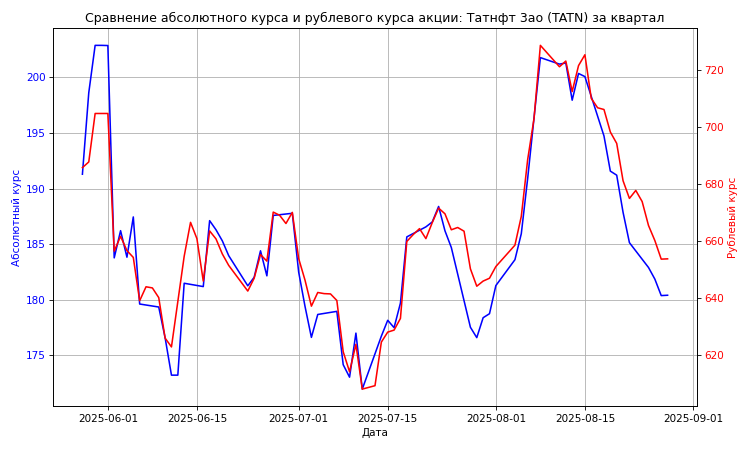 Сравнение абсолютного курса и рублевого курса акции: Татнфт 3ао (TATN) за квартал
Абсолютный курс
200
195
190
185
180
175
720
700
680
660
640
620
Рублевый курс
2025-06-01 2025-06-15 2025-07-01 2025-07-15 2025-08-01 2025-08-15 2025-09-01
Дата